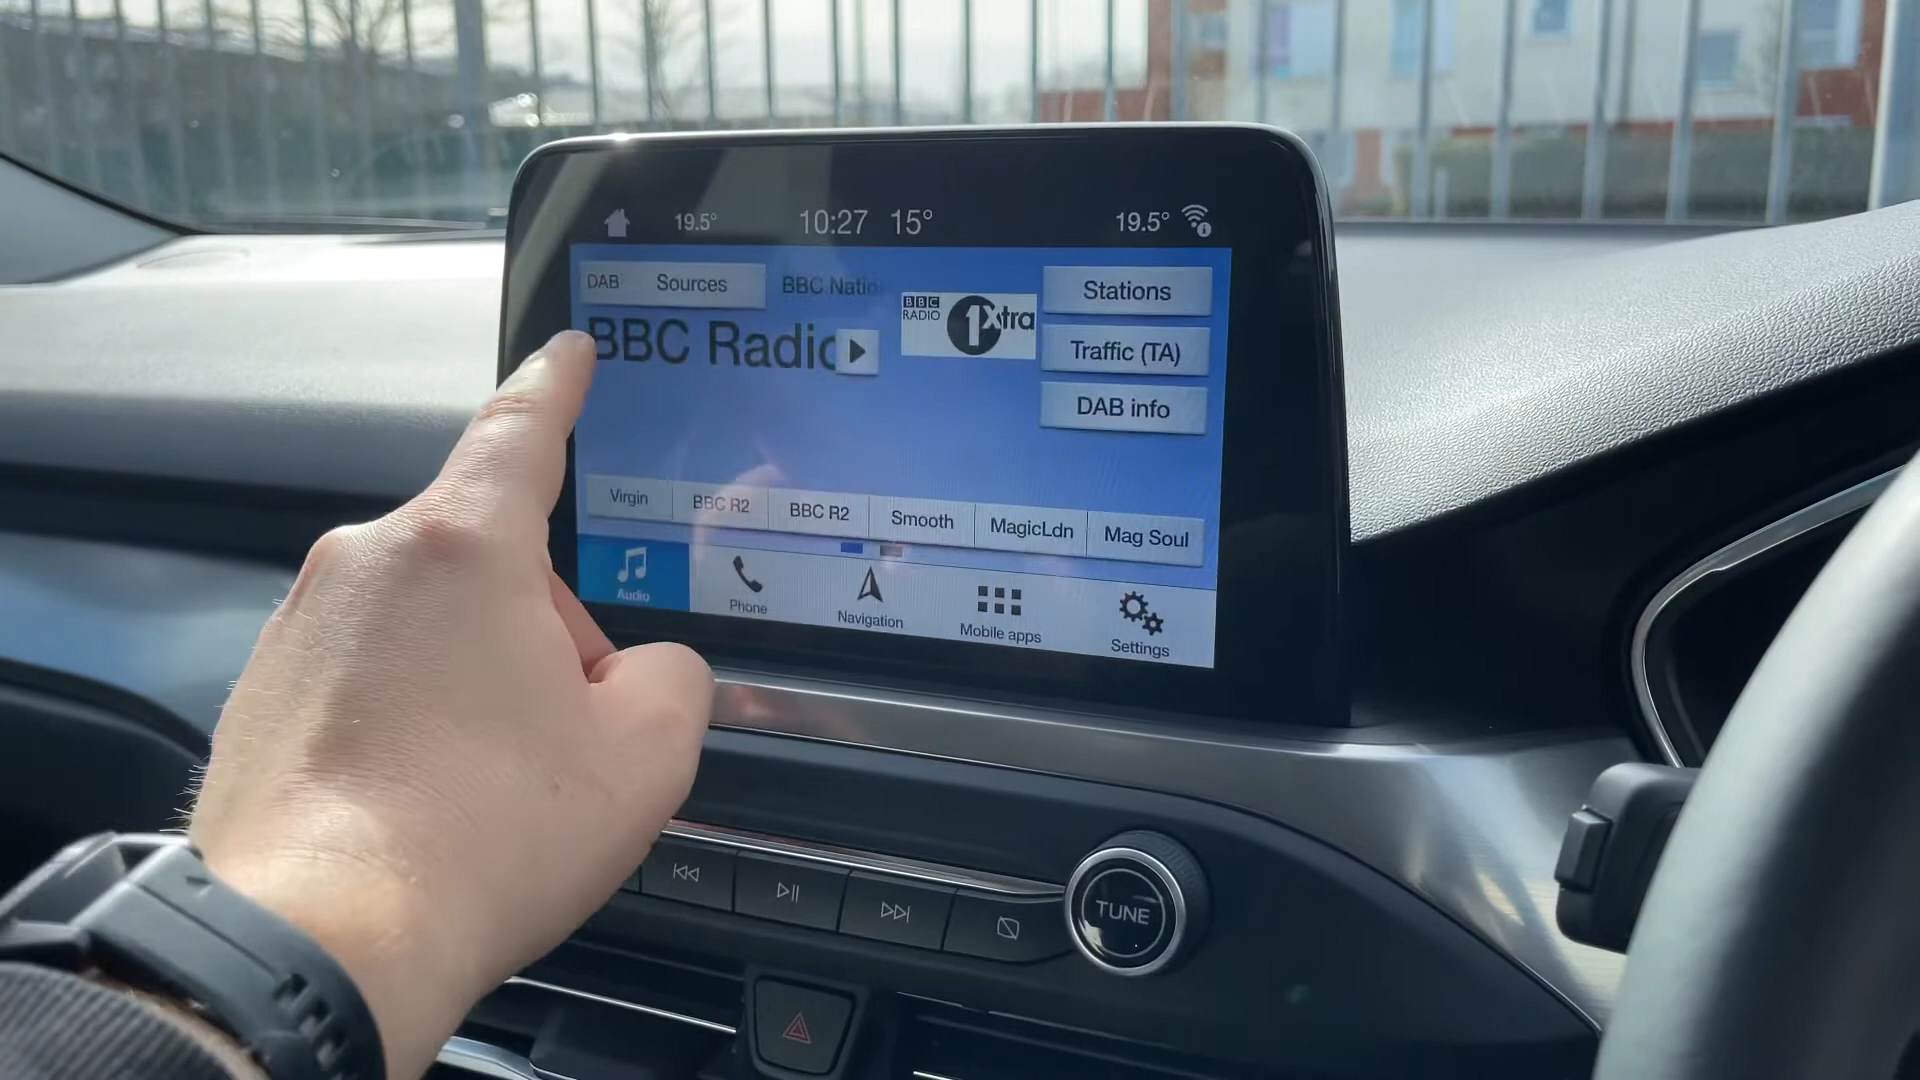 19.5° 10:27 15° 19.5°
DAB Sources
BBC Natio
Stations
BBC Radio
BBC
RADIO
1Xtra
Traffic (TA)
DAB info
Virgin BBC R2 BBC R2 Smooth MagicLdn Mag Soul
Audio Phone Navigation Mobile apps Settings
TUNE